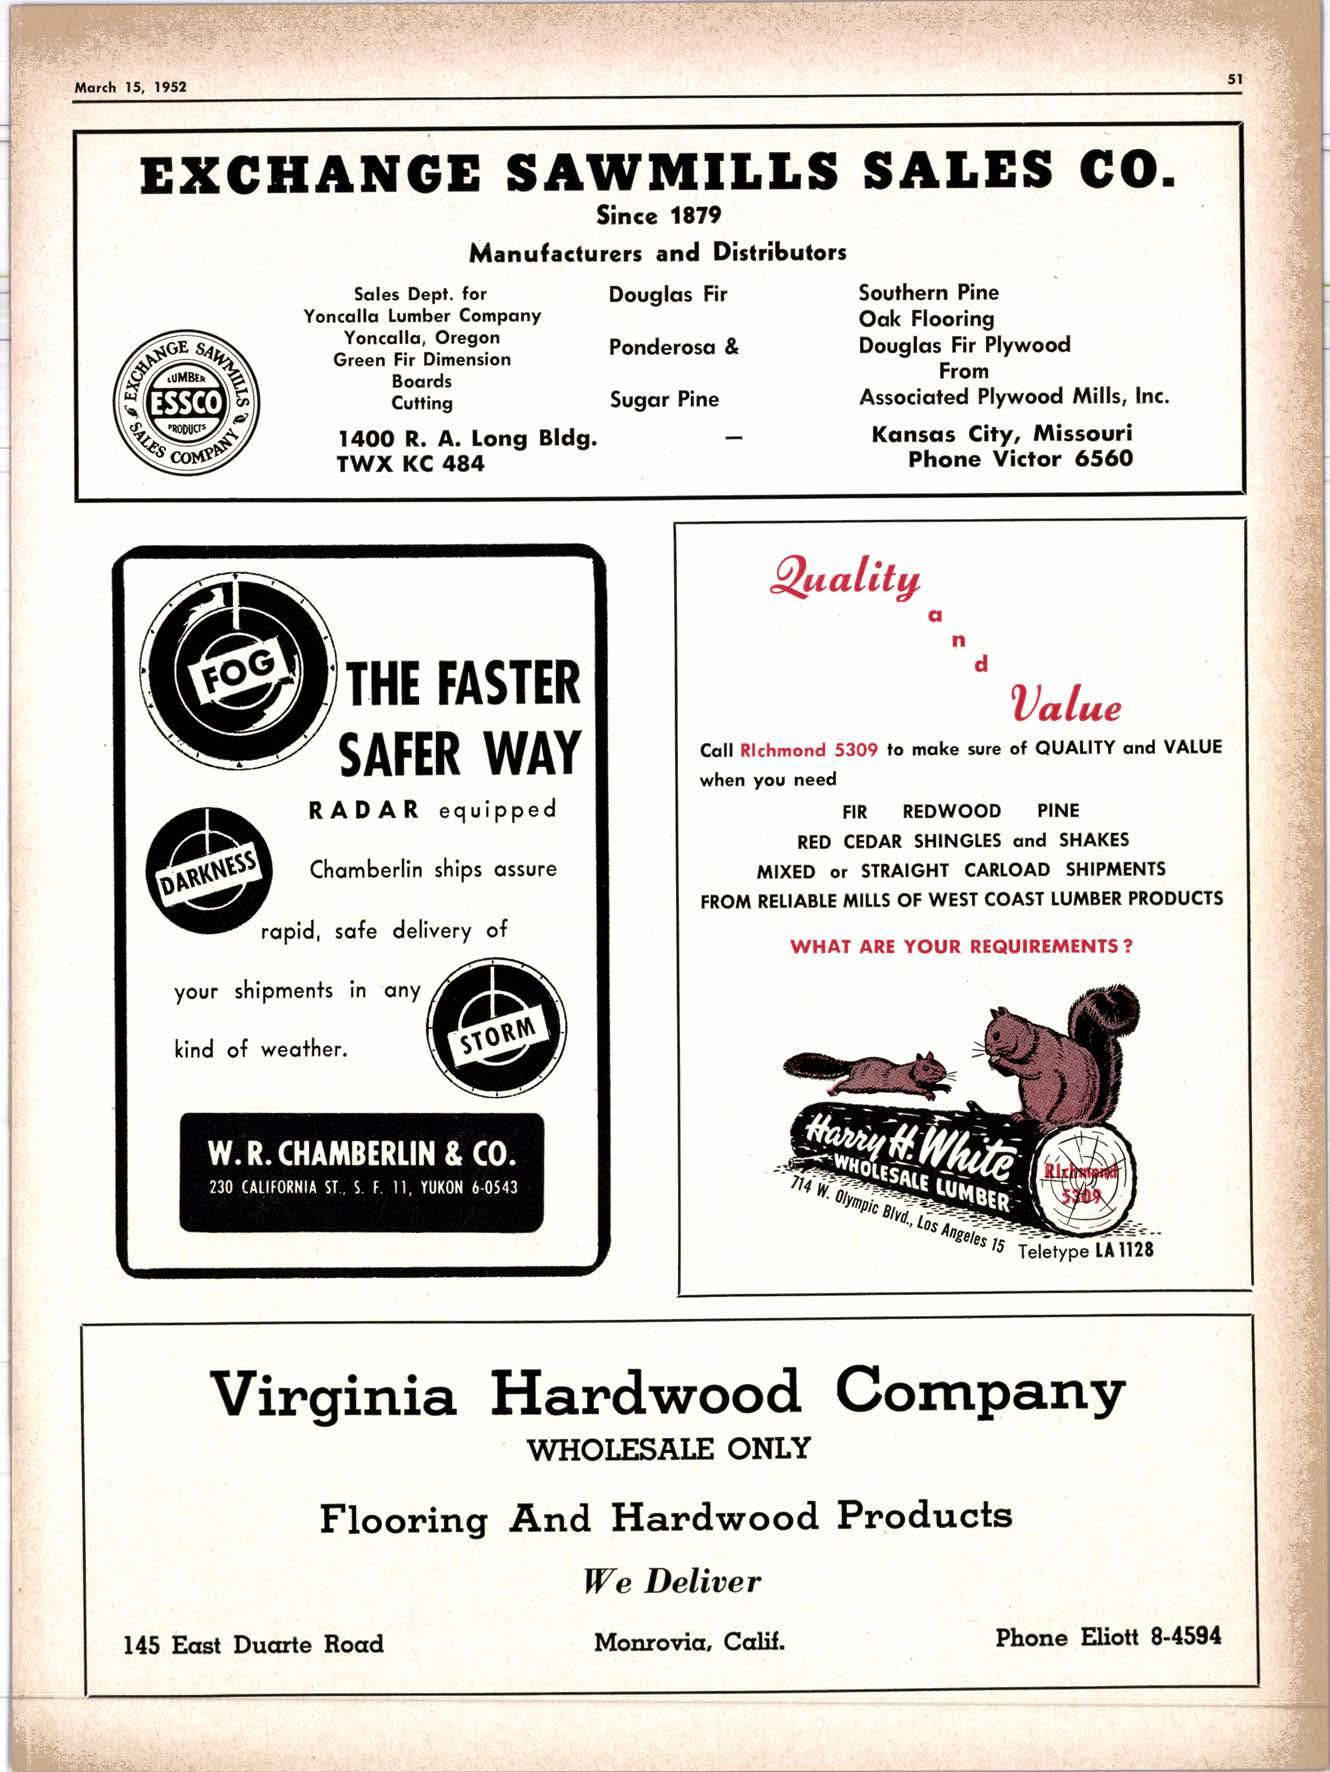 March 15, 1952
51
EXCHANGE SAWMILLS SALES CO.
Since 1879
Manufacturers and Distributors
Sales Dept. for
Yoncalla Lumber Company
Yoncalla, Oregon
Green Fir Dimension
Boards
Cutting
Douglas Fir
Ponderosa &
Sugar Pine
Southern Pine
Oak Flooring
Douglas Fir Plywood
From
Associated Plywood Mills, Inc.
EXCHANGE SAWMILLS
LUMBER
ESSCO
PRODUCTS
SALES COMPANY
1400 R. A. Long Bldg. – Kansas City, Missouri
TWX KC 484 Phone Victor 6560
FOG
THE FASTER
SAFER WAY
RADAR equipped
DARKNESS
Chamberlin ships assure
rapid, safe delivery of
your shipments in any
STORM
kind of weather.
W. R. CHAMBERLIN & CO.
230 CALIFORNIA ST., S. F. 11, YUKON 6-0543
Quality
a
n
d
Value
Call RIchmond 5309 to make sure of QUALITY and VALUE
when you need
FIR REDWOOD PINE
RED CEDAR SHINGLES and SHAKES
MIXED or STRAIGHT CARLOAD SHIPMENTS
FROM RELIABLE MILLS OF WEST COAST LUMBER PRODUCTS
WHAT ARE YOUR REQUIREMENTS ?
Harry H. White
WHOLESALE LUMBER
RIchmond
5309
714 W. Olympic Blvd., Los Angeles 15
Teletype LA 1128
Virginia Hardwood Company
WHOLESALE ONLY
Flooring And Hardwood Products
We Deliver
145 East Duarte Road Monrovia, Calif. Phone Eliott 8-4594